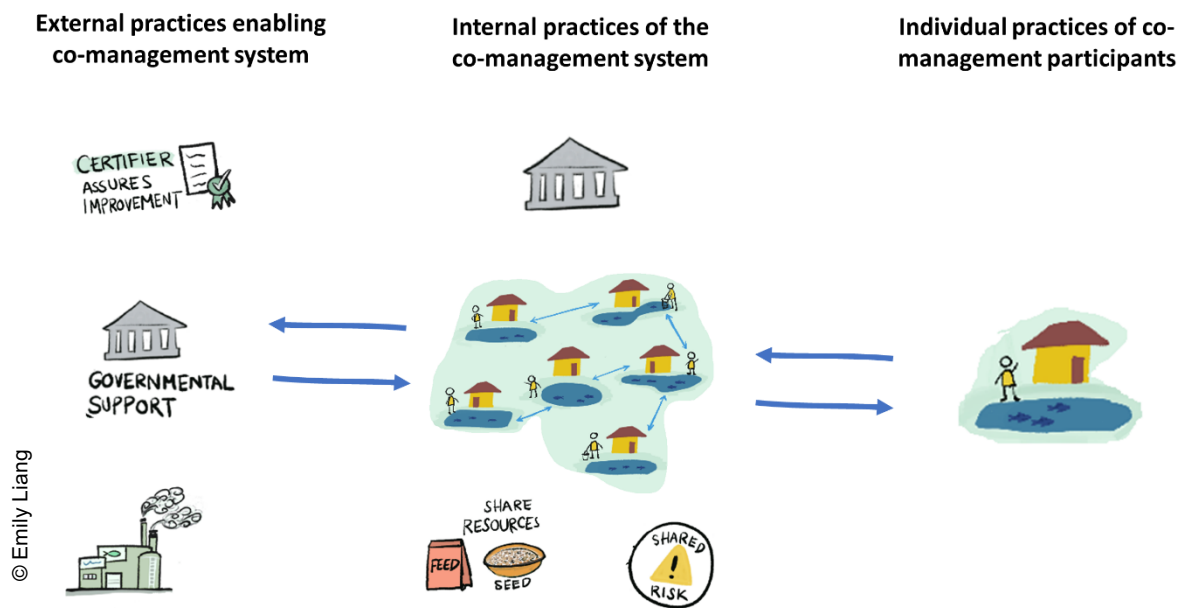 External practices enabling
co-management system
Internal practices of the
co-management system
Individual practices of co-
management participants
CERTIFIER
ASSURES
IMPROVEMENT
GOVERNMENTAL
SUPPORT
SHARE
RESOURCES
FEED
SEED
SHARED
!
RISK
© Emily Liang